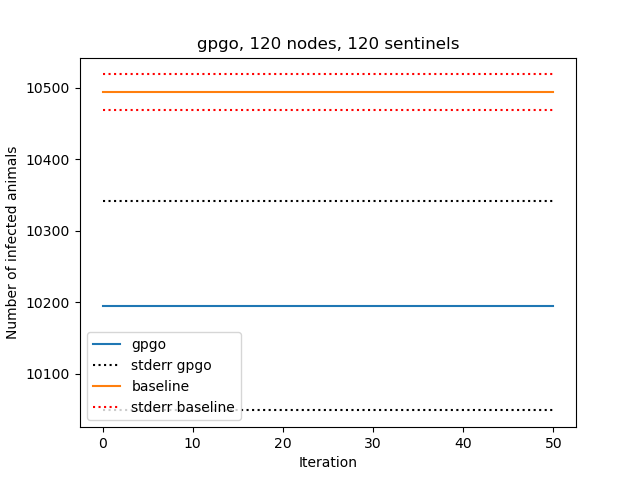 gpgo, 120 nodes, 120 sentinels
Number of infected animals
10500
10400
10300
10200
10100
gpgo
stderr gpgo
baseline
stderr baseline
0 10 20 30 40 50
Iteration